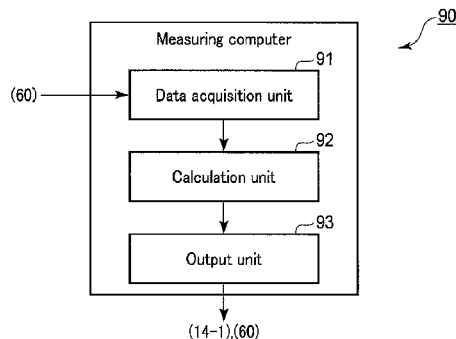 90
Measuring computer
91
(60)
Data acquisition unit
92
Calculation unit
93
Output unit
(14-1),(60)